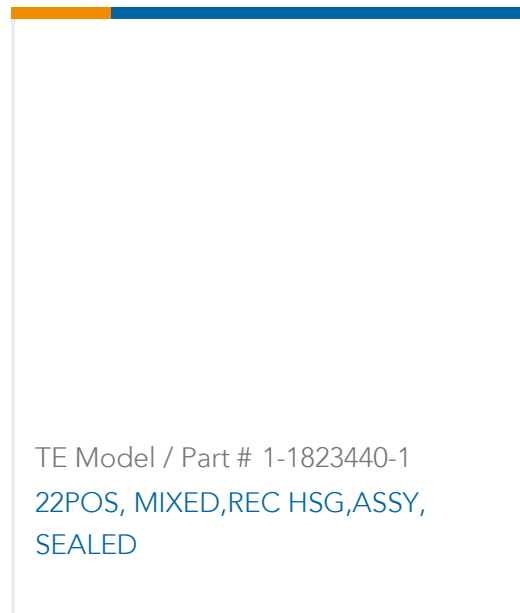 TE Model / Part # 1-1823440-1
22POS, MIXED,REC HSG,ASSY,
SEALED